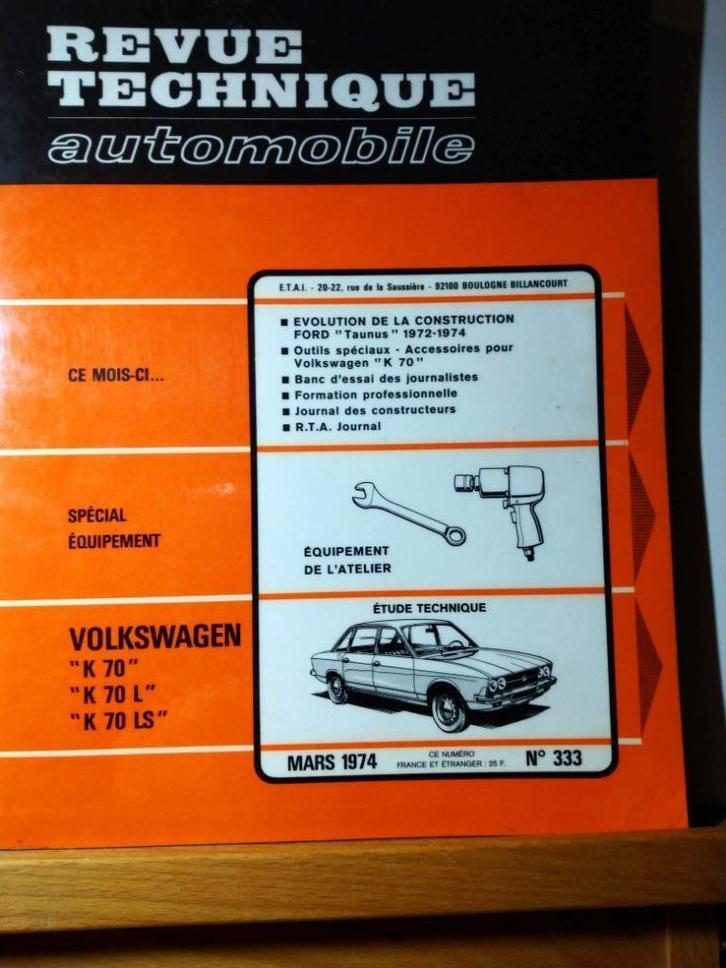 REVUE
TECHNIQUE
automobile
E.T.A.I. - 20-22, rue de la Saussière - 92100 BOULOGNE BILLANCOURT
CE MOIS-CI...
■ EVOLUTION DE LA CONSTRUCTION
FORD "Taunus" 1972-1974
■ Outils spéciaux - Accessoires pour
Volkswagen "K 70"
■ Banc d'essai des journalistes
■ Formation professionnelle
■ Journal des constructeurs
■ R.T.A. Journal
SPÉCIAL
ÉQUIPEMENT
ÉQUIPEMENT
DE L'ATELIER
VOLKSWAGEN
"K 70"
"K 70 L"
"K 70 LS"
ÉTUDE TECHNIQUE
MARS 1974
CE NUMÉRO
FRANCE ET ÉTRANGER : 25 F.
N° 333